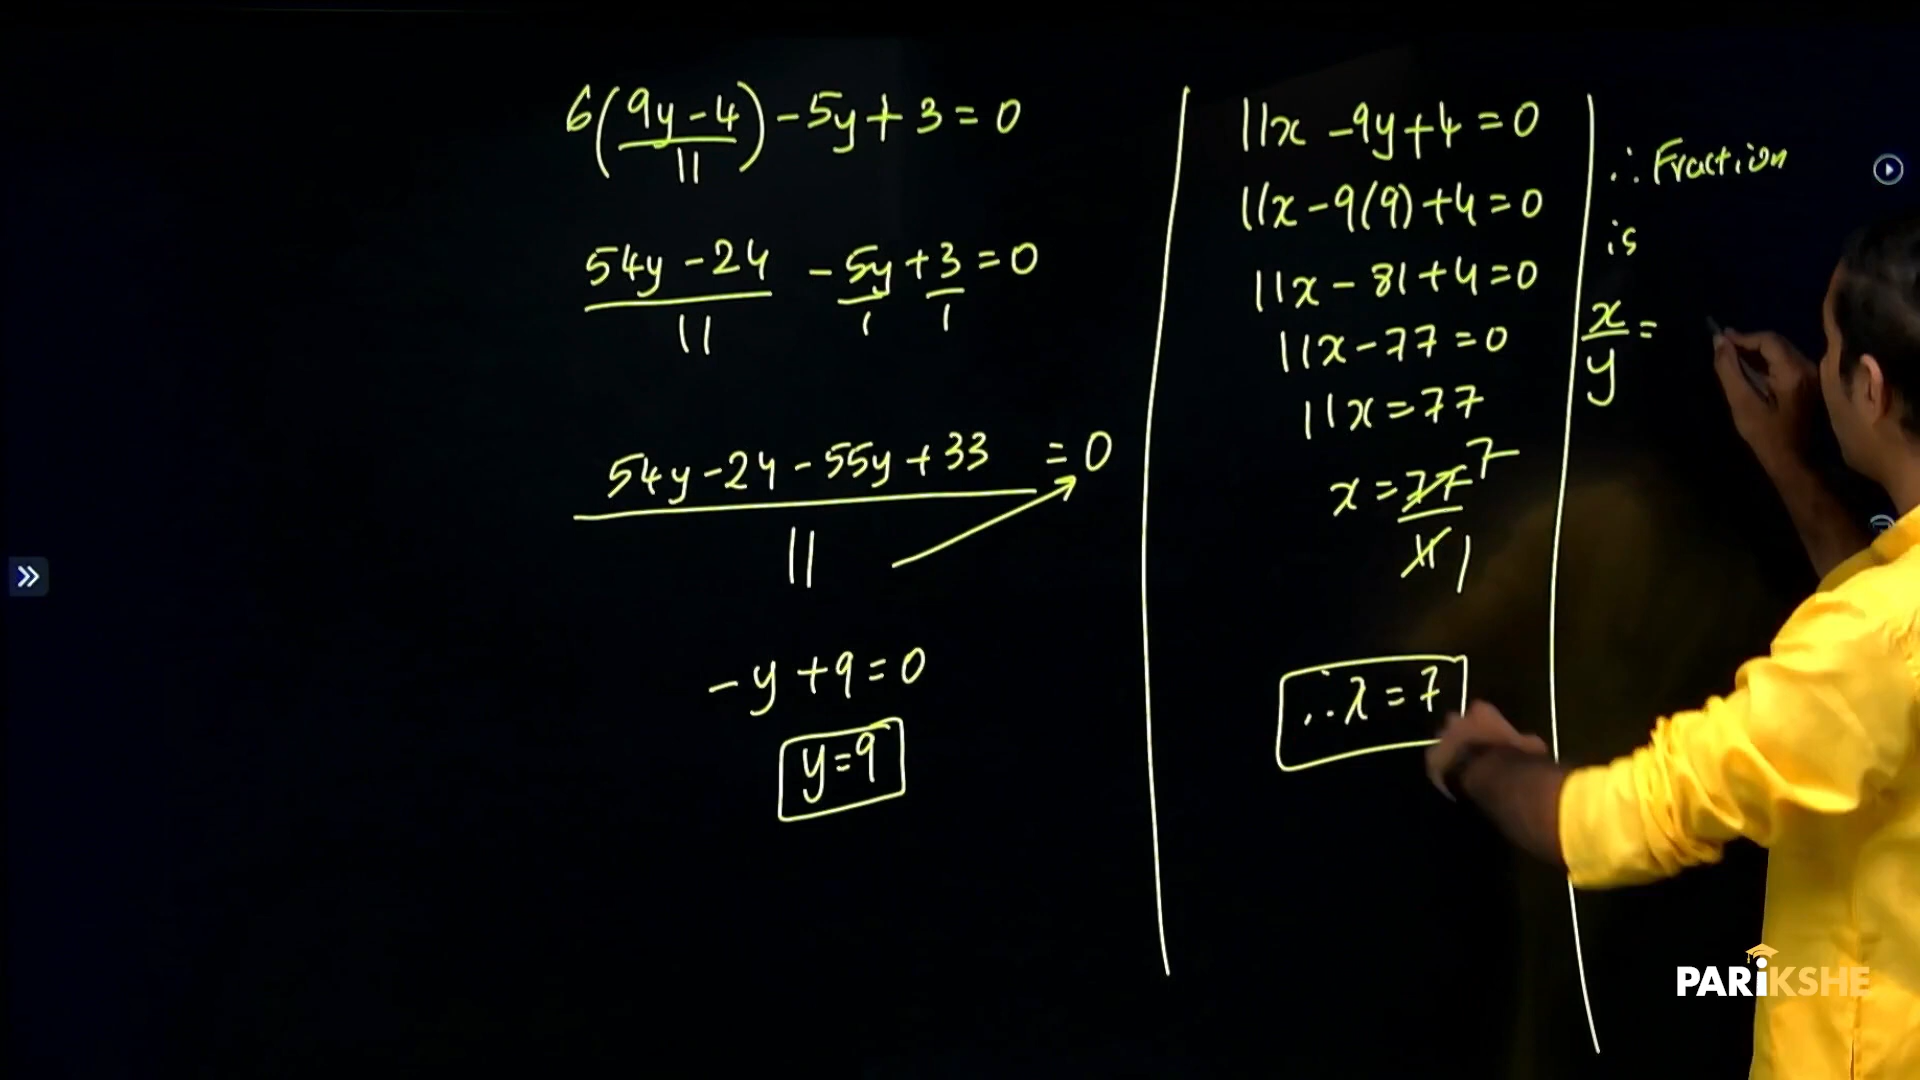 6(9y-4/11)-5y+3=0
54y-24/11 -5y/1+3/1=0
54y-24-55y+33/11 =0
-y+9=0
y=9
11x-9y+4=0
11x-9(9)+4=0
11x-81+4=0
11x-77=0
11x=77
x=77/11 7 1
∴x=7
∴ Fraction
is
x/y=
PARiKSHE